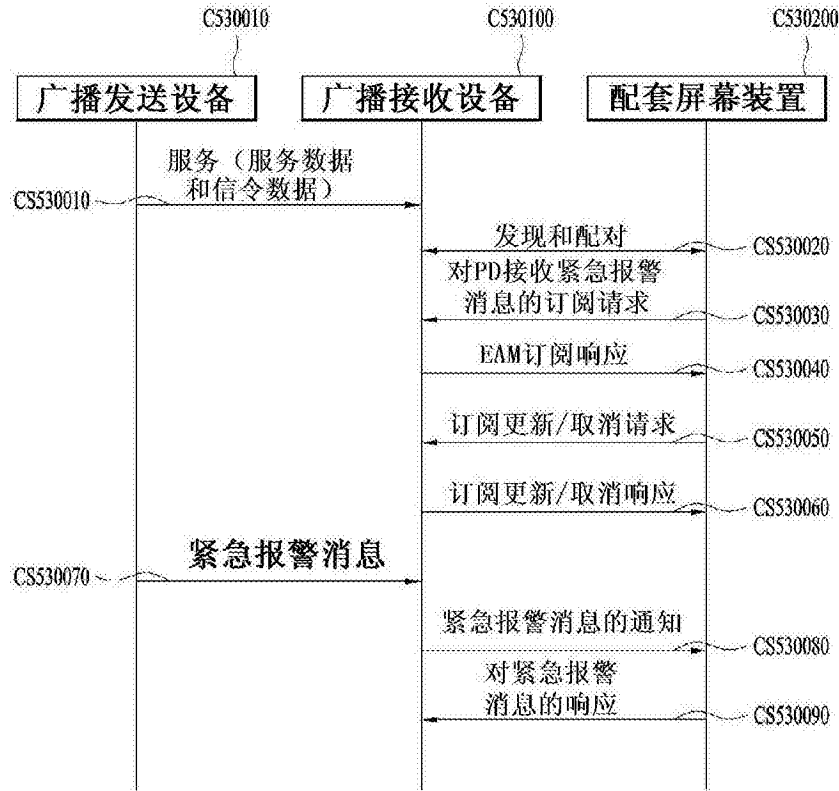 C530010
C530100
C530200
广播发送设备
广播接收设备
配套屏幕装置
服务（服务数据
和信令数据）
CS530010
发现和配对
CS530020
对PD接收紧急报警
消息的订阅请求
CS530030
EAM订阅响应
CS530040
订阅更新/取消请求
CS530050
订阅更新/取消响应
CS530060
紧急报警消息
CS530070
紧急报警消息的通知
CS530080
对紧急报警
消息的响应
CS530090